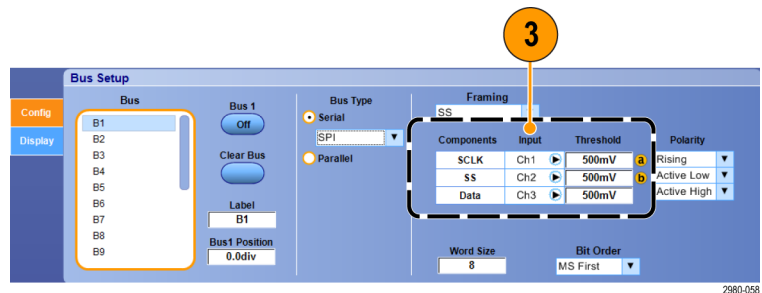 3
Bus Setup
Config
Display
Bus
B1
B2
B3
B4
B5
B6
B7
B8
B9
Bus 1
Off
Clear Bus
Label
B1
Bus1 Position
0.0div
Bus Type
Serial
SPI
Parallel
Framing
SS
Components Input Threshold Polarity
SCLK Ch1 500mV a Rising
SS Ch2 500mV b Active Low
Data Ch3 500mV Active High
Word Size
8
Bit Order
MS First
2980-058